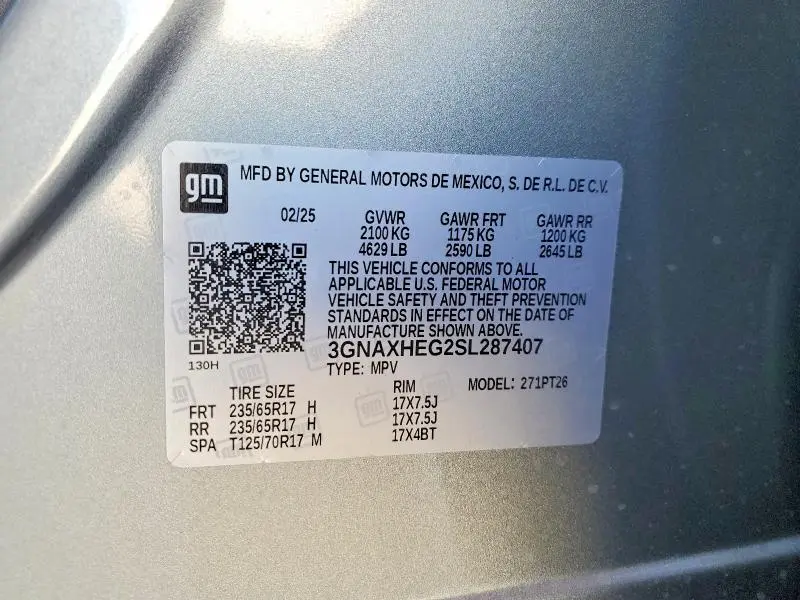 gm MFD BY GENERAL MOTORS DE MEXICO, S. DE R.L. DE C.V.
02/25 GVWR GAWR FRT GAWR RR
2100 KG 1175 KG 1200 KG
4629 LB 2590 LB 2645 LB
THIS VEHICLE CONFORMS TO ALL
APPLICABLE U.S. FEDERAL MOTOR
VEHICLE SAFETY AND THEFT PREVENTION
STANDARDS IN EFFECT ON THE DATE OF
MANUFACTURE SHOWN ABOVE.
3GNAXHEG2SL287407
130H
TYPE: MPV
TIRE SIZE RIM MODEL: 271PT26
FRT 235/65R17 H 17X7.5J
RR 235/65R17 H 17X7.5J
SPA T125/70R17 M 17X4BT